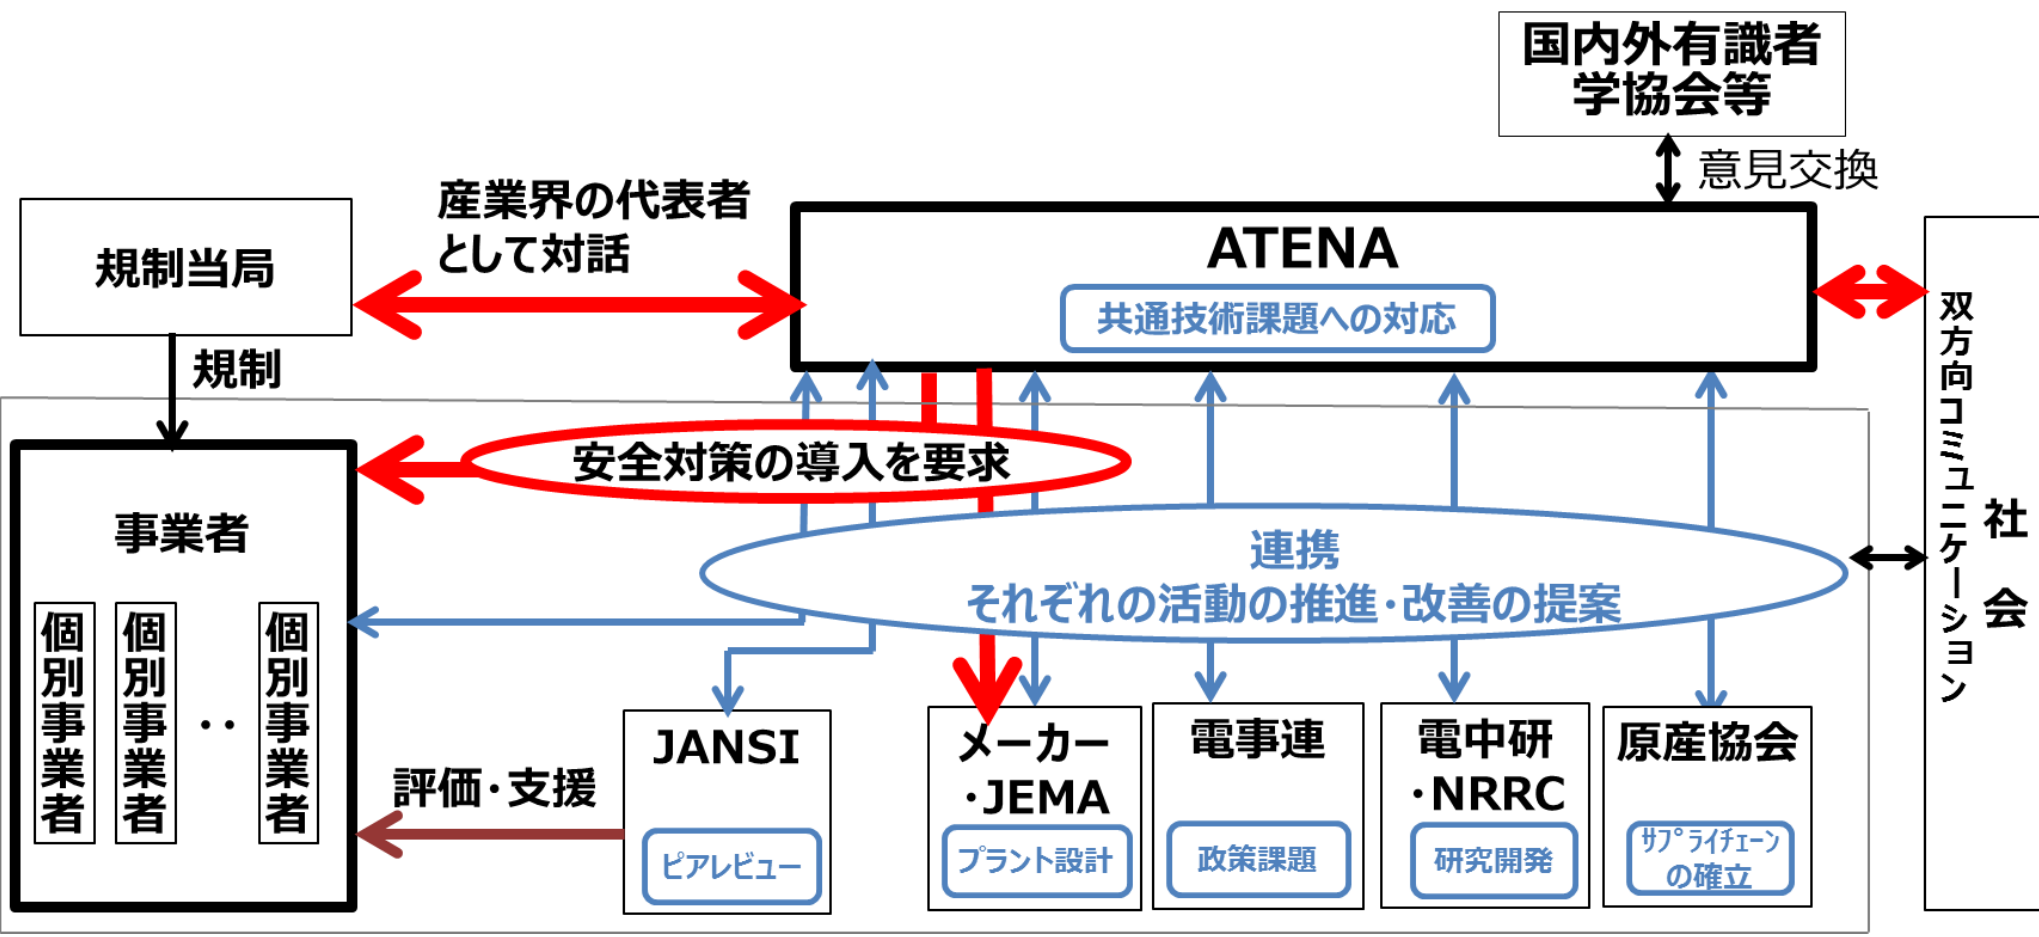 国内外有識者
学協会等
意見交換
産業界の代表者
として対話
規制当局
ATENA
共通技術課題への対応
規制
双方向コミュニケーション
社会
安全対策の導入を要求
事業者
連携
それぞれの活動の推進・改善の提案
個別事業者
個別事業者
‥
個別事業者
評価・支援
JANSI
ピアレビュー
メーカー
・JEMA
プラント設計
電事連
政策課題
電中研
・NRRC
研究開発
原産協会
ｻﾌﾟﾗｲﾁｪｰﾝ
の確立